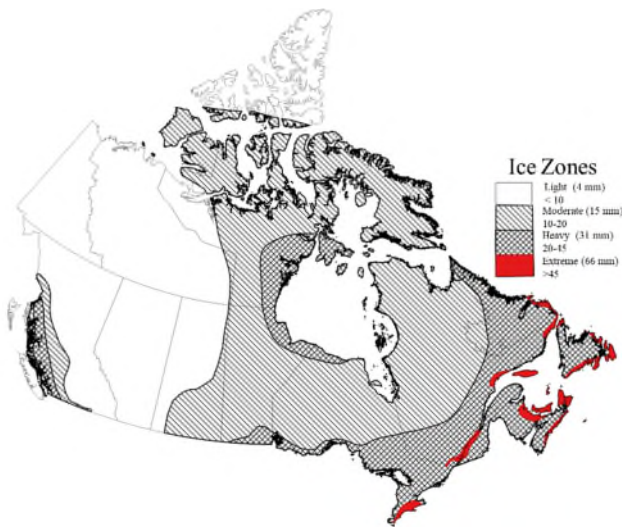 Ice Zones
Light (4 mm)
< 10
Moderate (15 mm)
10-20
Heavy (31 mm)
20-45
Extreme (66 mm)
>45